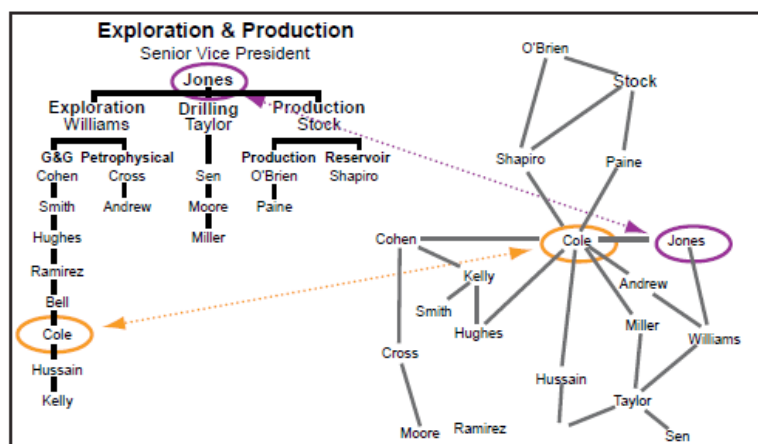 Exploration & Production
Senior Vice President
Jones
Exploration Drilling Production
Williams Taylor Stock
G&G Petrophysical Production Reservoir
Cohen Cross Sen O'Brien Shapiro
Smith Andrew Moore Paine
Hughes Miller
Ramirez
Bell
Cole
Hussain
Kelly
O'Brien
Stock
Shapiro
Paine
Cohen
Cole
Jones
Kelly
Andrew
Smith
Hughes
Miller
Williams
Cross
Hussain
Taylor
Moore
Ramirez
Sen